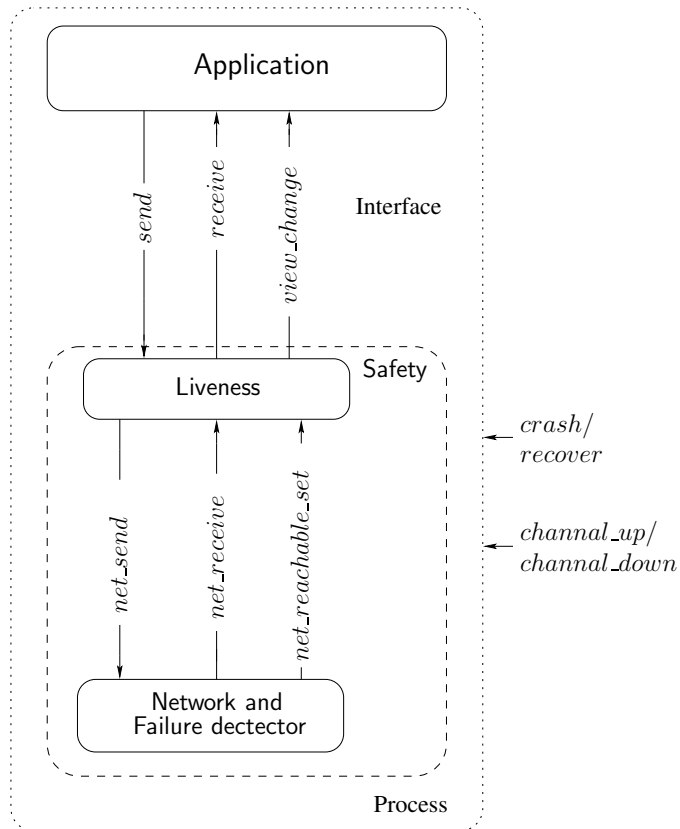 Application
send
receive
view_change
Interface
Safety
Liveness
crash/
recover
net_send
net_receive
net_reachable_set
channal_up/
channal_down
Network and
Failure dectector
Process